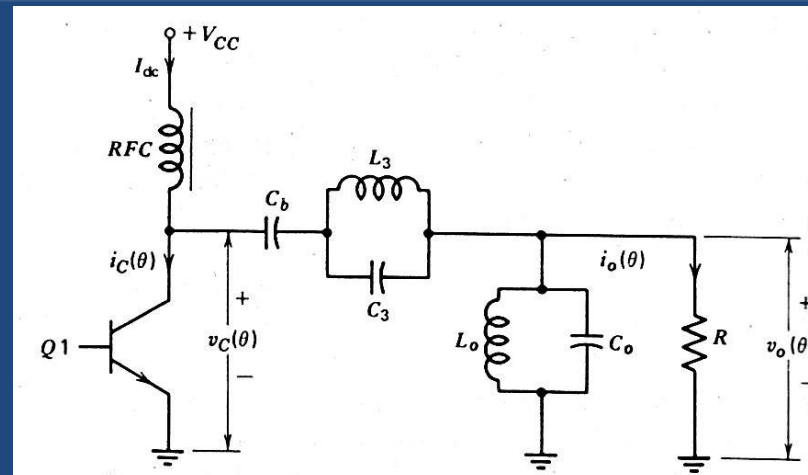 + V_CC
I_dc
RFC
L_3
C_b
i_C(θ)
C_3
+
v_C(θ)
−
Q1
i_o(θ)
L_o
C_o
R
+
v_o(θ
−